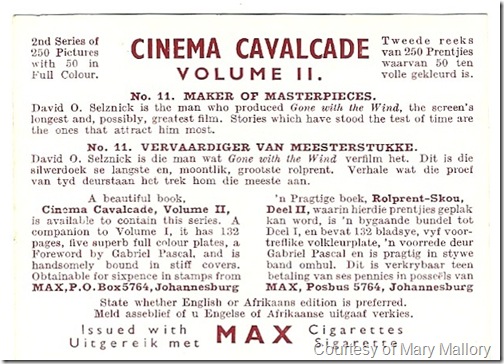 2nd Series of
250 Pictures
with 50 in
Full Colour.
CINEMA CAVALCADE
VOLUME II.
Tweede reeks
van 250 Prentjies
waarvan 50 ten
volle gekleurd is.
No. 11. MAKER OF MASTERPIECES.
David O. Selznick is the man who produced Gone with the Wind, the screen's
longest and, possibly, greatest film. Stories which have stood the test of time are
the ones that attract him most.
No. 11. VERVAARDIGER VAN MEESTERSTUKKE.
David O. Selznick is die man wat Gone with the Wind verfilm het. Dit is die
silwerdoek se langste en, moontlik, grootste rolprent. Verhale wat die proef
van tyd deurstaan het trek hom die meeste aan.
A beautiful book,
Cinema Cavalcade, Volume II,
is available to contain this series. A
companion to Volume I, it has 132
pages, five superb full colour plates, a
Foreword by Gabriel Pascal, and is
handsomely bound in stiff covers.
Obtainable for sixpence in stamps from
MAX, P.O. Box 5764, Johannesburg
'n Pragtige boek, Rolprent-Skou,
Deel II, waarin hierdie prentjies geplak
kan word, is 'n bygaande bundel tot
Deel I, en bevat 132 bladsye, vyf voor-
treflike volkleurplate, 'n voorrede deur
Gabriel Pascal en is pragtig in stywe
band omhul. Dit is verkrybaar teen
betaling van ses pennies in posseëls van
MAX, Posbus 5764, Johannesburg
State whether English or Afrikaans edition is preferred.
Meld asseblief of u Engelse of Afrikaanse uitgaaf verkies.
Issued with
Uitgereik met
MAX
Cigarettes
Sigarette
Courtesy of Mary Mallory